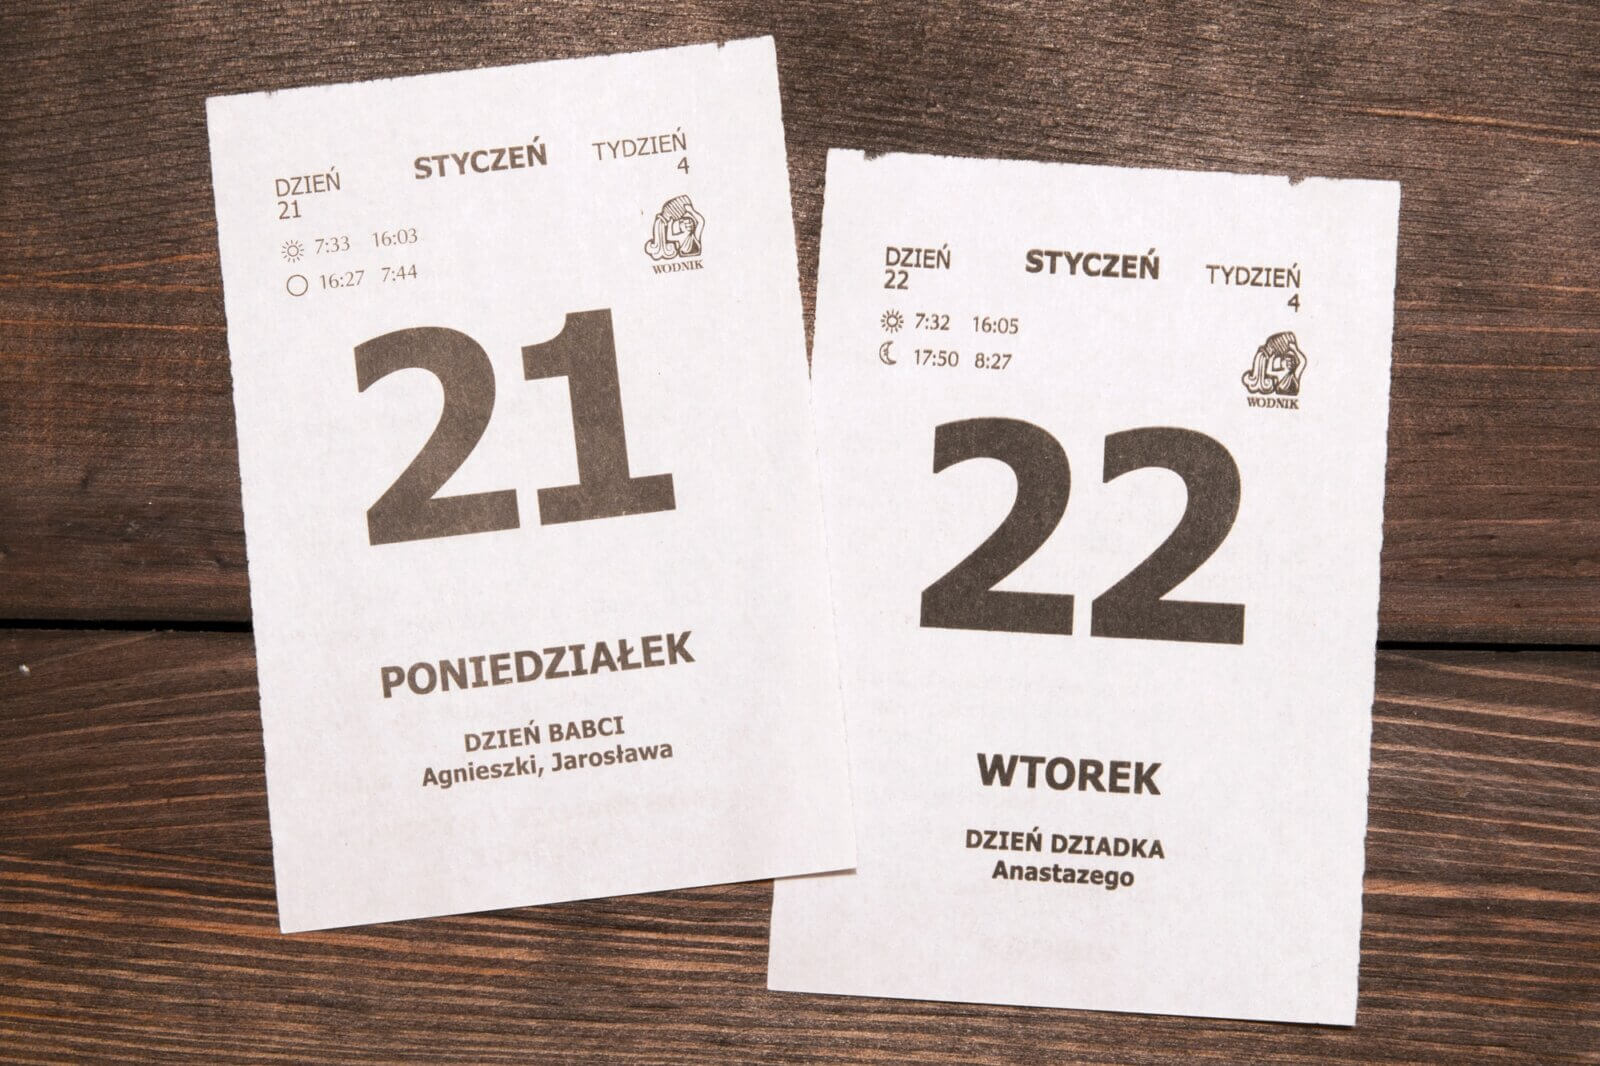 DZIEŃ
21
STYCZEŃ
TYDZIEŃ
4
7:33 16:03
16:27 7:44
WODNIK
21
PONIEDZIAŁEK
DZIEŃ BABCI
Agnieszki, Jarosława
DZIEŃ
22
STYCZEŃ
TYDZIEŃ
4
7:32 16:05
17:50 8:27
WODNIK
22
WTOREK
DZIEŃ DZIADKA
Anastazego